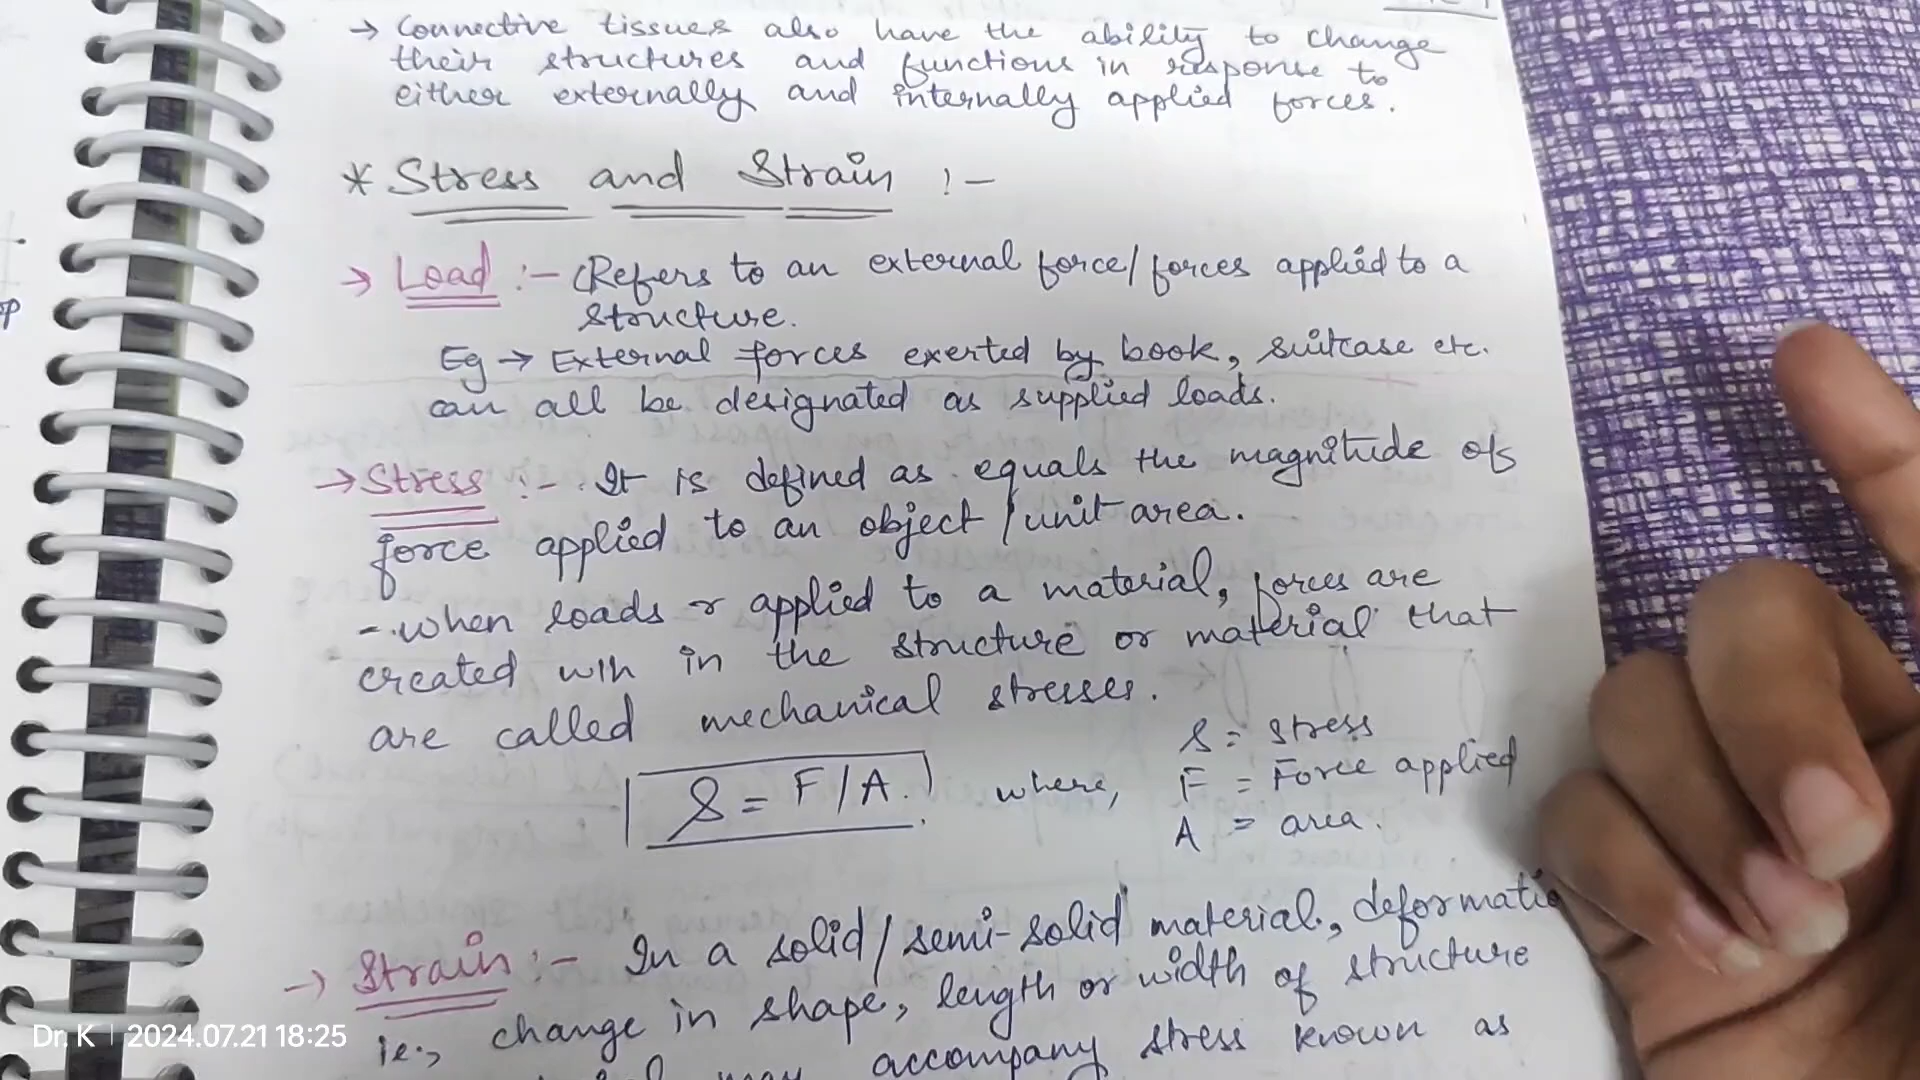 → Connective tissues also have the ability to change
their structures and functions in response to
either externally and internally applied forces.
* Stress and Strain :-
→ Load :- Refers to an external force/forces applied to a
structure.
Eg → External forces exerted by book, suitcase etc.
can all be designated as supplied loads.
→ Stress :- It is defined as equals the magnitude of
force applied to an object/unit area.
- when loads r applied to a material, forces are
created wth in the structure or material that
are called mechanical stresses.
S = F/A. where,
S = stress
F = Force applied
A = area.
→ Strain :- In a solid/semi-solid material, deformatio
i.e., change in shape, length or width of structure
may accompany stress known as
Dr. K | 2024.07.21 18:25